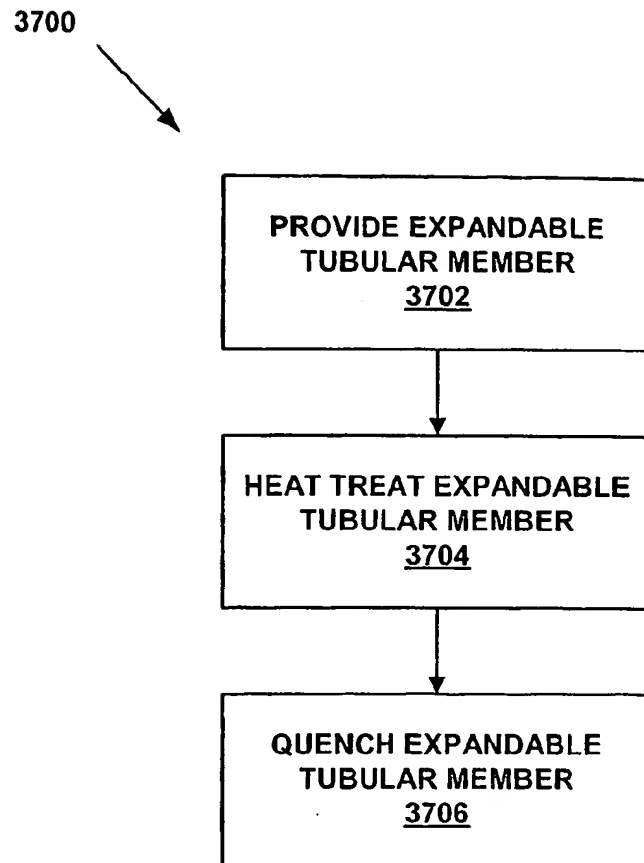 3700
PROVIDE EXPANDABLE
TUBULAR MEMBER
3702
HEAT TREAT EXPANDABLE
TUBULAR MEMBER
3704
QUENCH EXPANDABLE
TUBULAR MEMBER
3706